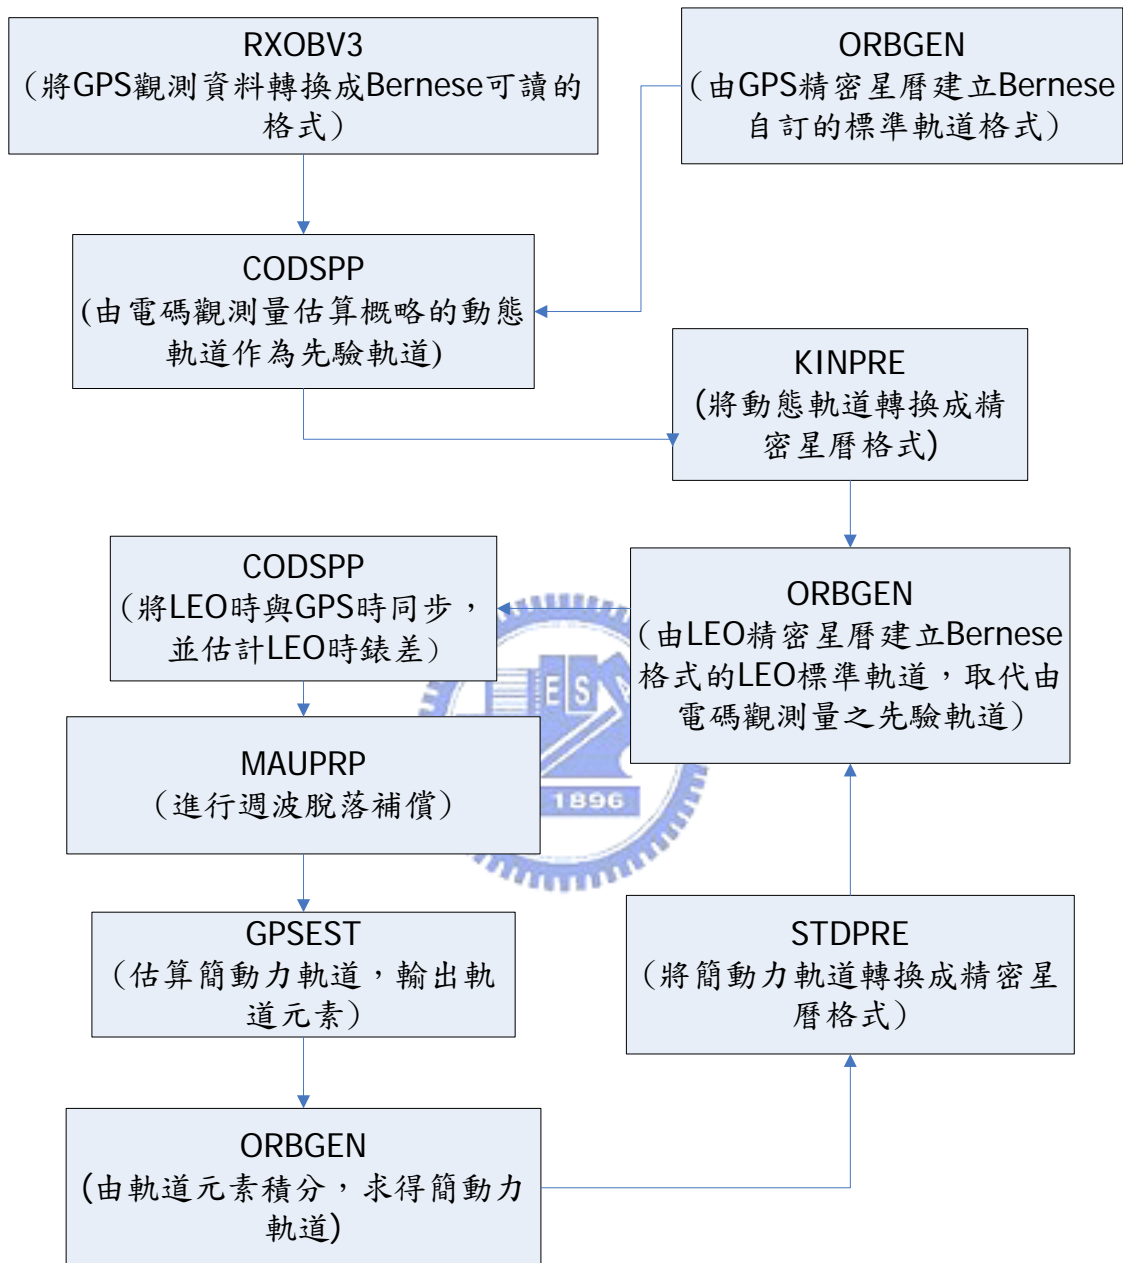 RXOBV3
（將GPS觀測資料轉換成Bernese可讀的
格式）
ORBGEN
（由GPS精密星曆建立Bernese
自訂的標準軌道格式）
CODSPP
(由電碼觀測量估算概略的動態
軌道作為先驗軌道)
KINPRE
(將動態軌道轉換成精
密星曆格式)
CODSPP
（將LEO時與GPS時同步，
並估計LEO時錶差）
ORBGEN
（由LEO精密星曆建立Bernese
格式的LEO標準軌道，取代由
電碼觀測量之先驗軌道）
MAUPRP
（進行週波脫落補償）
GPSEST
（估算簡動力軌道，輸出軌
道元素）
STDPRE
（將簡動力軌道轉換成精密星
曆格式）
ORBGEN
(由軌道元素積分，求得簡動力
軌道)
ES
1896